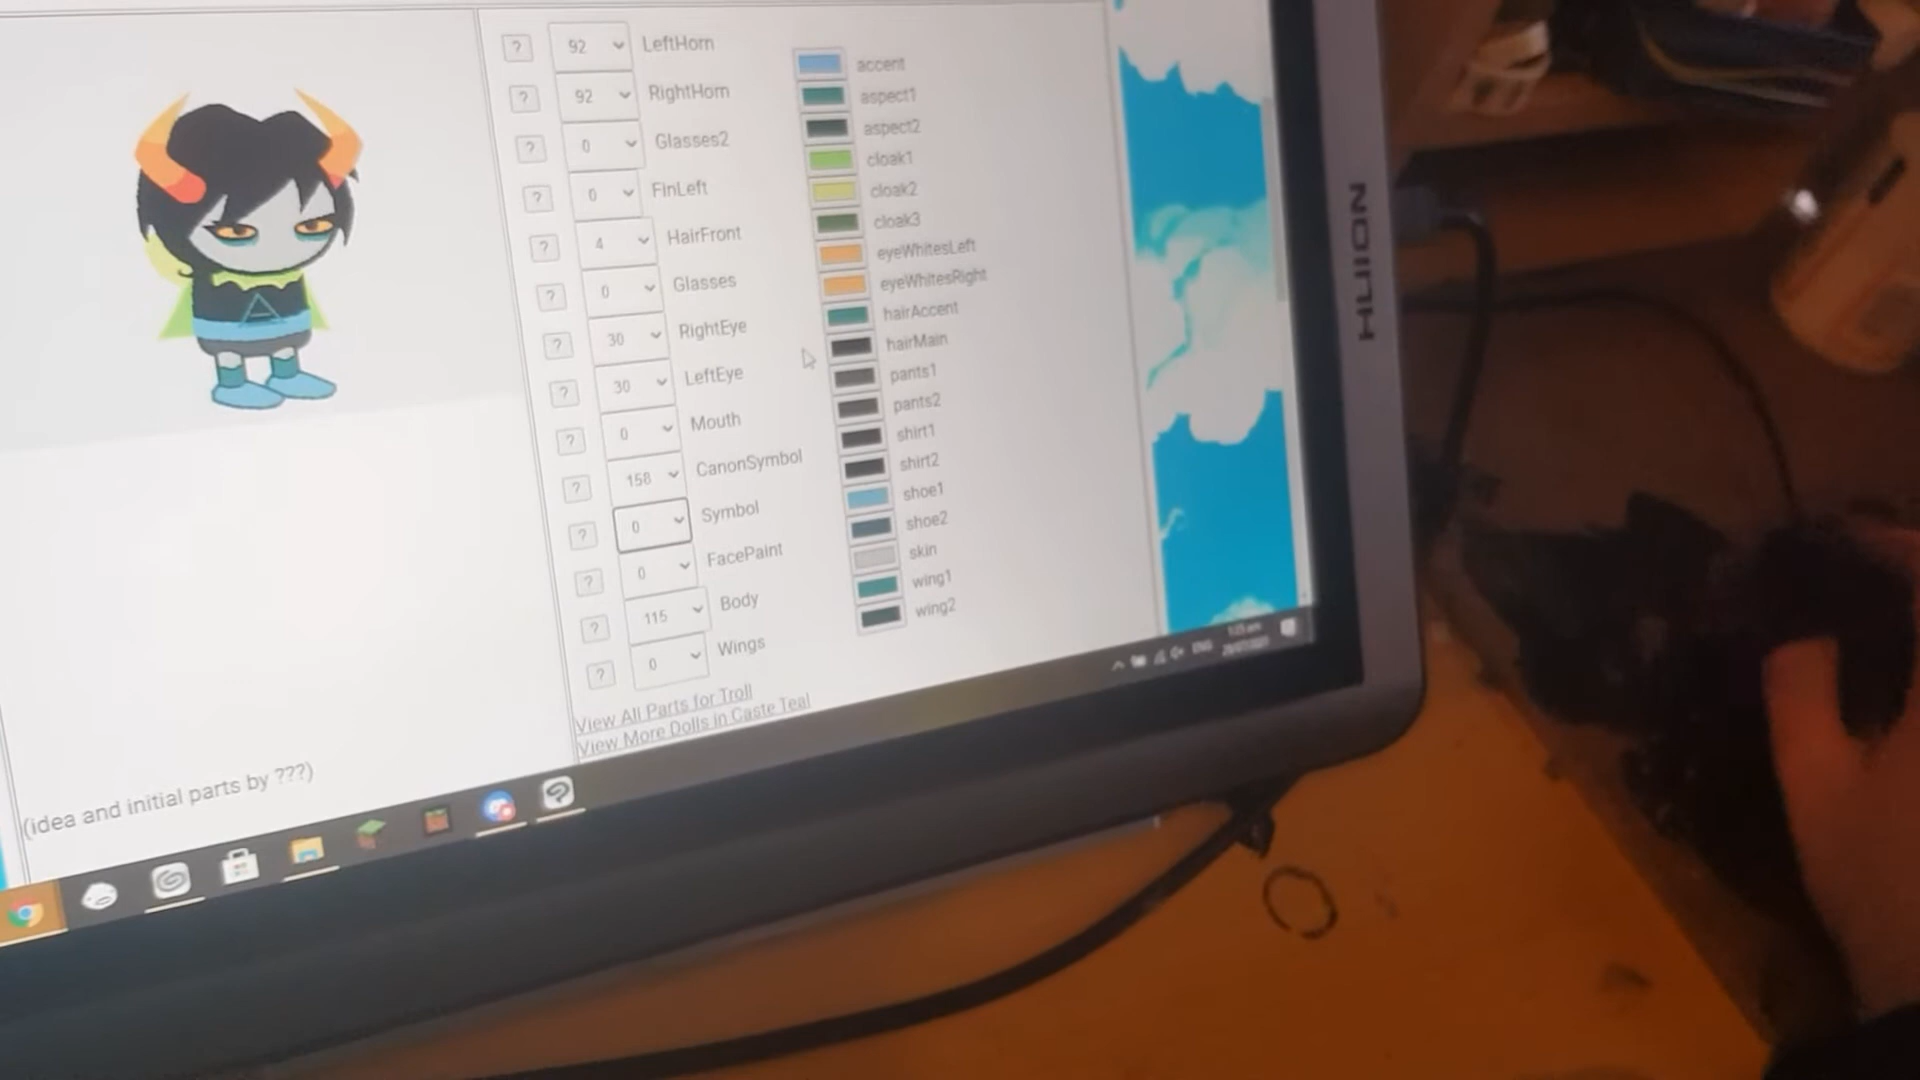 ? 92 LeftHorn
? 92 RightHorn
? 0 Glasses2
? 0 FinLeft
? 4 HairFront
? 0 Glasses
? 30 RightEye
? 30 LeftEye
? 0 Mouth
? 158 CanonSymbol
? 0 Symbol
? 0 FacePaint
? 115 Body
? 0 Wings
View All Parts for Troll
View More Dolls in Caste Teal
accent
aspect1
aspect2
cloak1
cloak2
cloak3
eyeWhitesLeft
eyeWhitesRight
hairAccent
hairMain
pants1
pants2
shirt1
shirt2
shoe1
shoe2
skin
wing1
wing2
(idea and initial parts by ???)
ENG
HUION